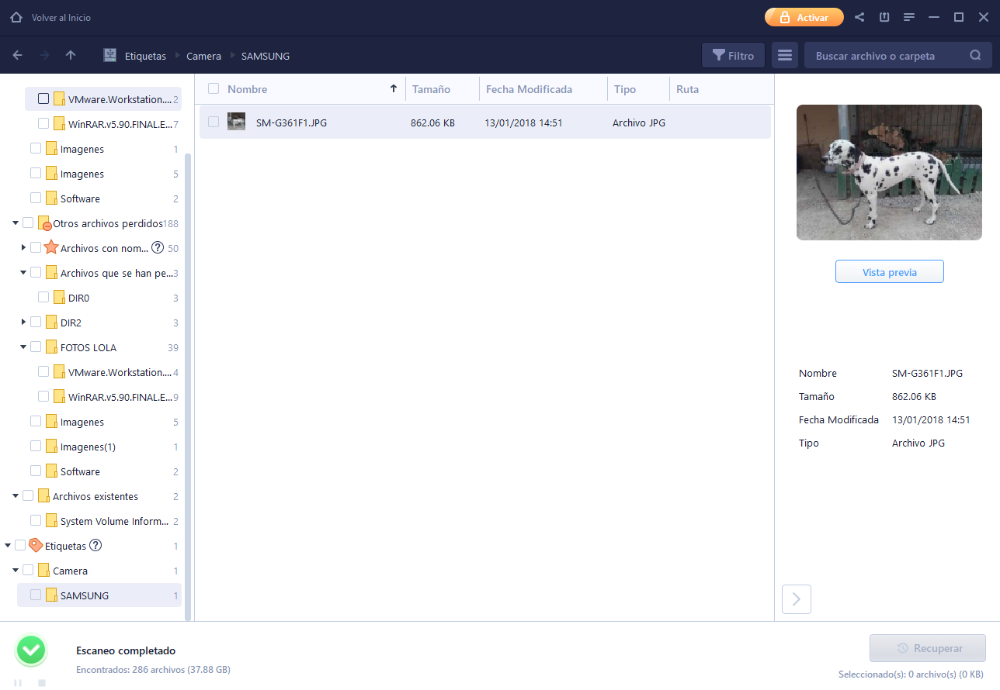 Volver al Inicio
Activar
Etiquetas Camera SAMSUNG
Filtro
Buscar archivo o carpeta
VMware.Workstation.... 2
WinRAR.v5.90.FINAL.E... 7
Imagenes 1
Imagenes 5
Software 2
Otros archivos perdidos 188
Archivos con nom... ? 50
Archivos que se han pe... 3
DIR0 3
DIR2 3
FOTOS LOLA 39
VMware.Workstation.... 4
WinRAR.v5.90.FINAL.E... 9
Imagenes 5
Imagenes(1) 1
Software 2
Archivos existentes 2
System Volume Inform... 2
Etiquetas ? 1
Camera 1
SAMSUNG 1
Nombre Tamaño Fecha Modificada Tipo Ruta
SM-G361F1.JPG 862.06 KB 13/01/2018 14:51 Archivo JPG
Vista previa
Nombre SM-G361F1.JPG
Tamaño 862.06 KB
Fecha Modificada 13/01/2018 14:51
Tipo Archivo JPG
Escaneo completado
Encontrados: 286 archivos (37.88 GB)
Recuperar
Seleccionado(s): 0 archivo(s) (0 KB)